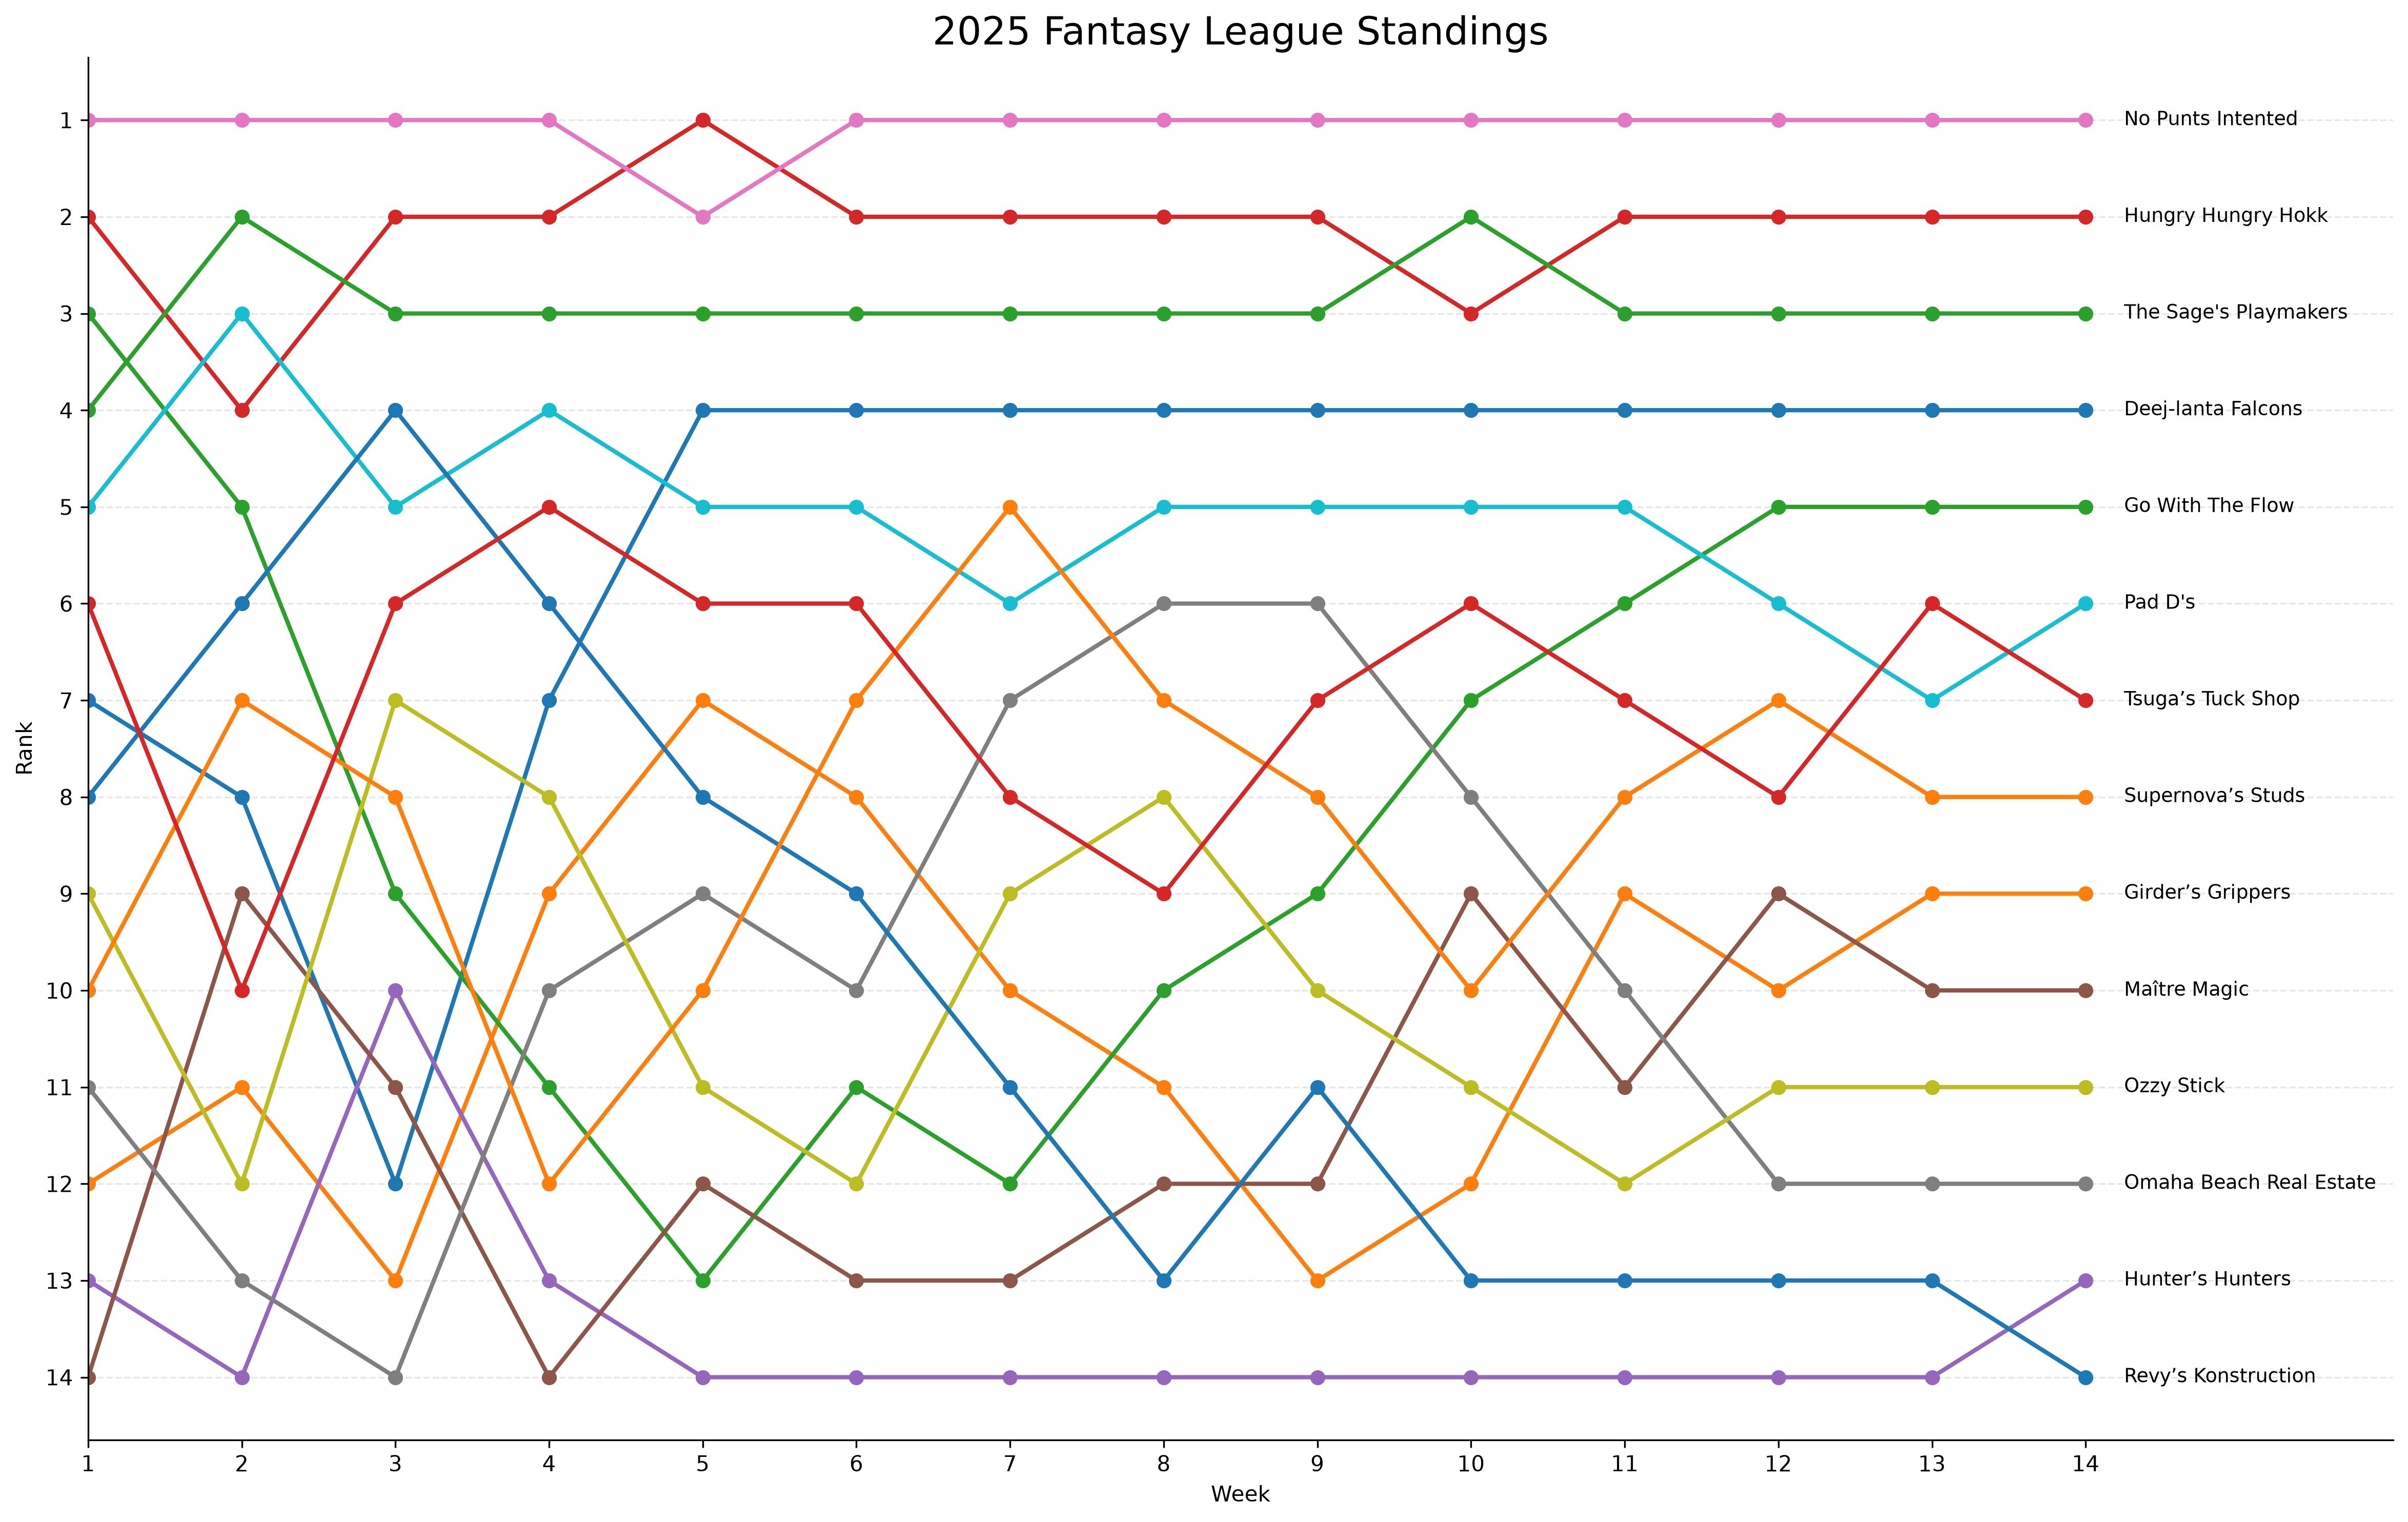 2025 Fantasy League Standings
Rank
1
2
3
4
5
6
7
8
9
10
11
12
13
14
No Punts Intented
Hungry Hungry Hokk
The Sage's Playmakers
Deej-lanta Falcons
Go With The Flow
Pad D's
Tsuga’s Tuck Shop
Supernova’s Studs
Girder’s Grippers
Maître Magic
Ozzy Stick
Omaha Beach Real Estate
Hunter’s Hunters
Revy’s Konstruction
1 2 3 4 5 6 7 8 9 10 11 12 13 14
Week